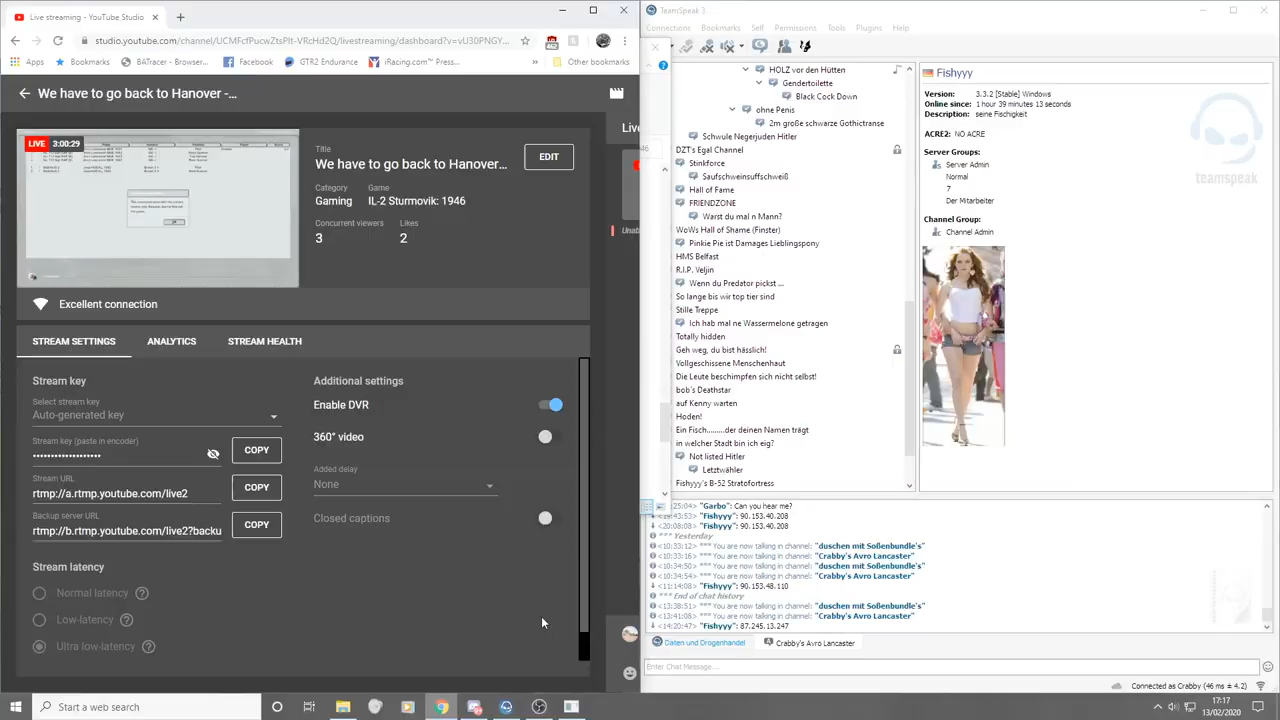 Live streaming - YouTube Studio
studio.youtube.com/channel/UCMFcfPucwZtsPlt-VRcHd2Q/livestreaming/dashboard?v=vU30PNGY...
Apps
Bookmarks
BATracer - Browser...
Facebook
GTR2 Endurance
iRacing.com™ Press...
»
Other bookmarks
We have to go back to Hanover -...
Live
LIVE 3:00:29
Title
We have to go back to Hanover...
EDIT
Category
Game
Gaming
IL-2 Sturmovik: 1946
Concurrent viewers
Likes
3
2
Excellent connection
STREAM SETTINGS
ANALYTICS
STREAM HEALTH
Stream key
Select stream key
Auto-generated key
Stream key (paste in encoder)
••••••••••••••••••••
COPY
Stream URL
rtmp://a.rtmp.youtube.com/live2
COPY
Backup server URL
rtmp://b.rtmp.youtube.com/live2?backu
COPY
Stream latency
Normal latency
Low-latency
Ultra low-latency
Additional settings
Enable DVR
360° video
Added delay
None
Closed captions
TeamSpeak 3
Connections
Bookmarks
Self
Permissions
Tools
Plugins
Help
HOLZ vor den Hütten
Gendertoilette
Black Cock Down
ohne Penis
2m große schwarze Gothictranse
Schwule Negerjuden Hitler
DZT's Egal Channel
Stinkforce
Saufschweinsuffschweiß
Hall of Fame
FRIENDZONE
Warst du mal n Mann?
WoWs Hall of Shame (Finster)
Pinkie Pie ist Damages Lieblingspony
HMS Belfast
R.I.P. Veljin
Wenn du Predator pickst ...
So lange bis wir top tier sind
Stille Treppe
Ich hab mal ne Wassermelone getragen
Totally hidden
Geh weg, du bist hässlich!
Vollgeschissene Menschenhaut
Die Leute beschimpfen sich nicht selbst!
bob's Deathstar
auf Kenny warten
Hoden!
Ein Fisch.........der deinen Namen trägt
in welcher Stadt bin ich eig?
Not listed Hitler
Letztwähler
Fishyyy's B-52 Stratofortress
Fishyyy
Version: 3.3.2 [Stable] Windows
Online since: 1 hour 39 minutes 13 seconds
Description: seine Fischigkeit
ACRE2: NO ACRE
Server Groups:
Server Admin
Normal
7
Der Mitarbeiter
Channel Group:
Channel Admin
teamspeak
25:04> "Garbo": Can you hear me?
<19:43:53> "Fishyyy": 90.153.40.208
<20:08:08> "Fishyyy": 90.153.40.208
*** Yesterday
<10:33:12> *** You are now talking in channel: "duschen mit Soßenbundle's"
<10:33:16> *** You are now talking in channel: "Crabby's Avro Lancaster"
<10:34:50> *** You are now talking in channel: "duschen mit Soßenbundle's"
<10:34:54> *** You are now talking in channel: "Crabby's Avro Lancaster"
<11:14:08> "Fishyyy": 90.153.48.110
*** End of chat history
<13:38:51> *** You are now talking in channel: "duschen mit Soßenbundle's"
<13:41:08> *** You are now talking in channel: "Crabby's Avro Lancaster"
<14:20:47> "Fishyyy": 87.245.13.247
Daten und Drogenhandel
Crabby's Avro Lancaster
Enter Chat Message...
Connected as Crabby (46 ms ± 4.2)
Start a web search
17:17
13/02/2020